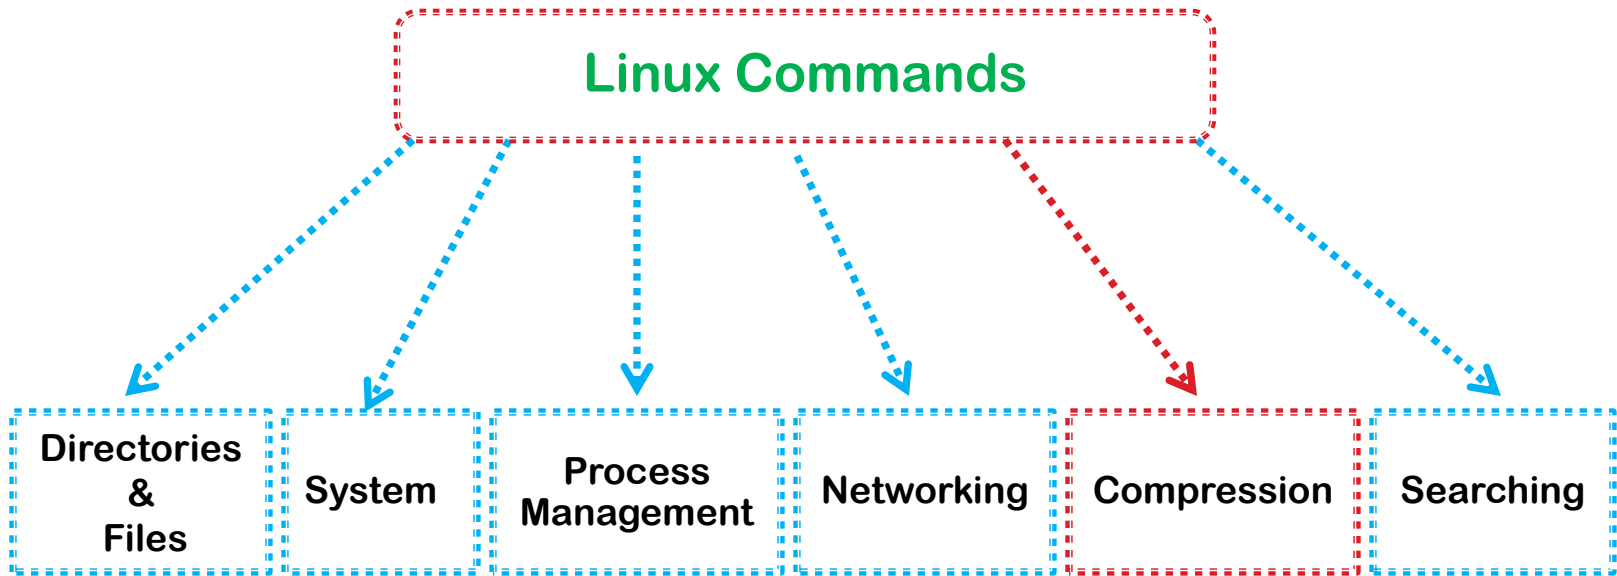 Linux Commands
Directories
&
Files
System
Process
Management
Networking
Compression
Searching